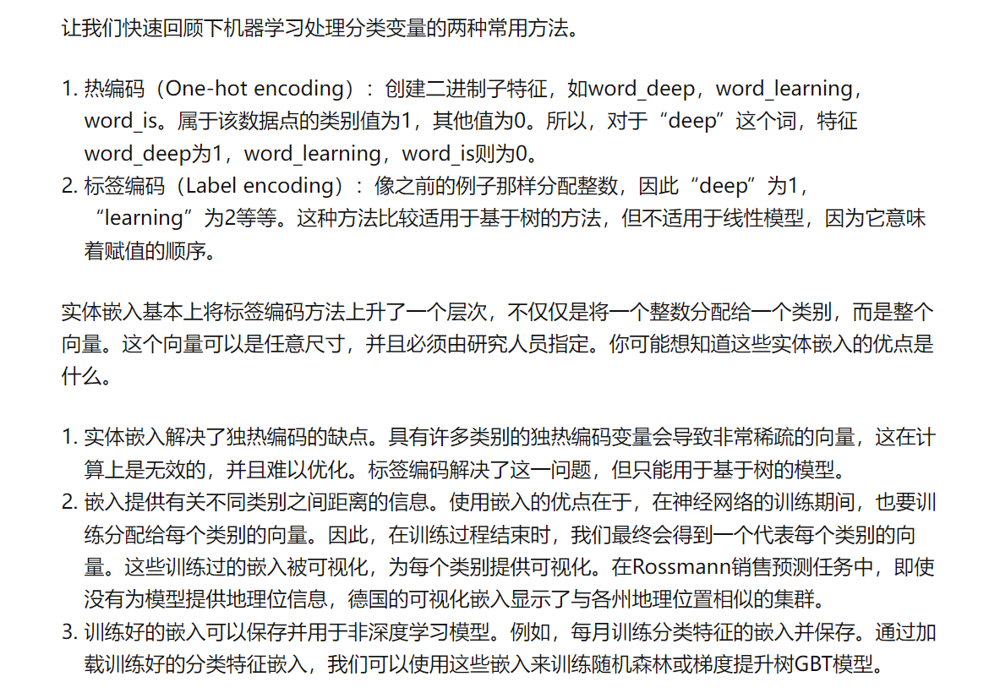 让我们快速回顾下机器学习处理分类变量的两种常用方法。
1. 热编码（One-hot encoding）：创建二进制子特征，如word_deep，word_learning，
word_is。属于该数据点的类别值为1，其他值为0。所以，对于“deep”这个词，特征
word_deep为1，word_learning，word_is则为0。
2. 标签编码（Label encoding）：像之前的例子那样分配整数，因此“deep”为1，
“learning”为2等等。这种方法比较适用于基于树的方法，但不适用于线性模型，因为它意味
着赋值的顺序。
实体嵌入基本上将标签编码方法上升了一个层次，不仅仅是将一个整数分配给一个类别，而是整个
向量。这个向量可以是任意尺寸，并且必须由研究人员指定。你可能想知道这些实体嵌入的优点是
什么。
1. 实体嵌入解决了独热编码的缺点。具有许多类别的独热编码变量会导致非常稀疏的向量，这在计
算上是无效的，并且难以优化。标签编码解决了这一问题，但只能用于基于树的模型。
2. 嵌入提供有关不同类别之间距离的信息。使用嵌入的优点在于，在神经网络的训练期间，也要训
练分配给每个类别的向量。因此，在训练过程结束时，我们最终会得到一个代表每个类别的向
量。这些训练过的嵌入被可视化，为每个类别提供可视化。在Rossmann销售预测任务中，即使
没有为模型提供地理位信息，德国的可视化嵌入显示了与各州地理位置相似的集群。
3. 训练好的嵌入可以保存并用于非深度学习模型。例如，每月训练分类特征的嵌入并保存。通过加
载训练好的分类特征嵌入，我们可以使用这些嵌入来训练随机森林或梯度提升树GBT模型。